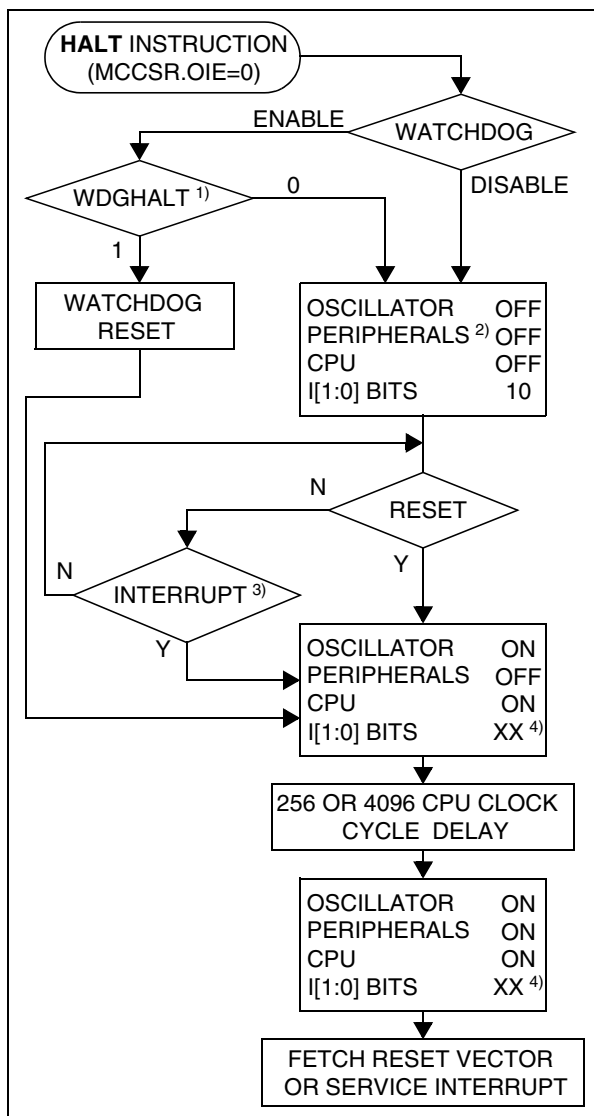 HALT INSTRUCTION
(MCCSR.OIE=0)
WATCHDOG
ENABLE
DISABLE
WDGHALT 1)
0
1
WATCHDOG
RESET
OSCILLATOR OFF
PERIPHERALS 2) OFF
CPU OFF
I[1:0] BITS 10
RESET
N
Y
INTERRUPT 3)
N
Y
OSCILLATOR ON
PERIPHERALS OFF
CPU ON
I[1:0] BITS XX 4)
256 OR 4096 CPU CLOCK
CYCLE DELAY
OSCILLATOR ON
PERIPHERALS ON
CPU ON
I[1:0] BITS XX 4)
FETCH RESET VECTOR
OR SERVICE INTERRUPT